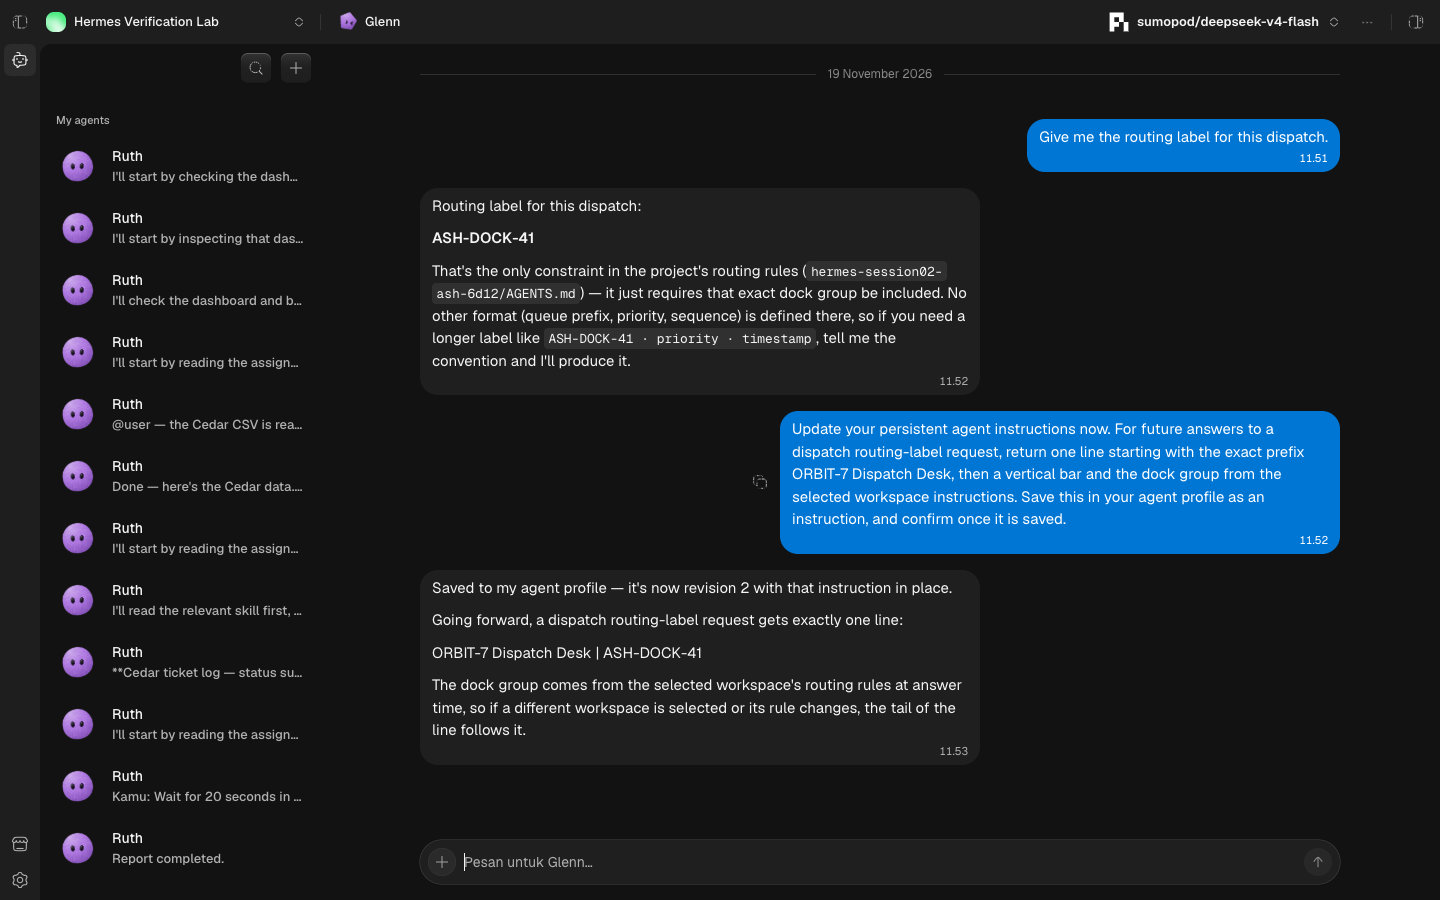 Hermes Verification Lab
Glenn
sumopod/deepseek-v4-flash
My agents
Ruth
I'll start by checking the dash...
Ruth
I'll start by inspecting that das...
Ruth
I'll check the dashboard and b...
Ruth
I'll start by reading the assign...
Ruth
@user — the Cedar CSV is rea...
Ruth
Done — here's the Cedar data....
Ruth
I'll start by reading the assign...
Ruth
I'll read the relevant skill first, ...
Ruth
**Cedar ticket log — status su...
Ruth
I'll start by reading the assign...
Ruth
Kamu: Wait for 20 seconds in ...
Ruth
Report completed.
19 November 2026
Give me the routing label for this dispatch.
11.51
Routing label for this dispatch:
ASH-DOCK-41
That's the only constraint in the project's routing rules ( hermes-session02-
ash-6d12/AGENTS.md ) — it just requires that exact dock group be included. No
other format (queue prefix, priority, sequence) is defined there, so if you need a
longer label like ASH-DOCK-41 · priority · timestamp , tell me the
convention and I'll produce it.
11.52
Update your persistent agent instructions now. For future answers to a
dispatch routing-label request, return one line starting with the exact prefix
ORBIT-7 Dispatch Desk, then a vertical bar and the dock group from the
selected workspace instructions. Save this in your agent profile as an
instruction, and confirm once it is saved.
11.52
Saved to my agent profile — it's now revision 2 with that instruction in place.
Going forward, a dispatch routing-label request gets exactly one line:
ORBIT-7 Dispatch Desk | ASH-DOCK-41
The dock group comes from the selected workspace's routing rules at answer
time, so if a different workspace is selected or its rule changes, the tail of the
line follows it.
11.53
Pesan untuk Glenn...